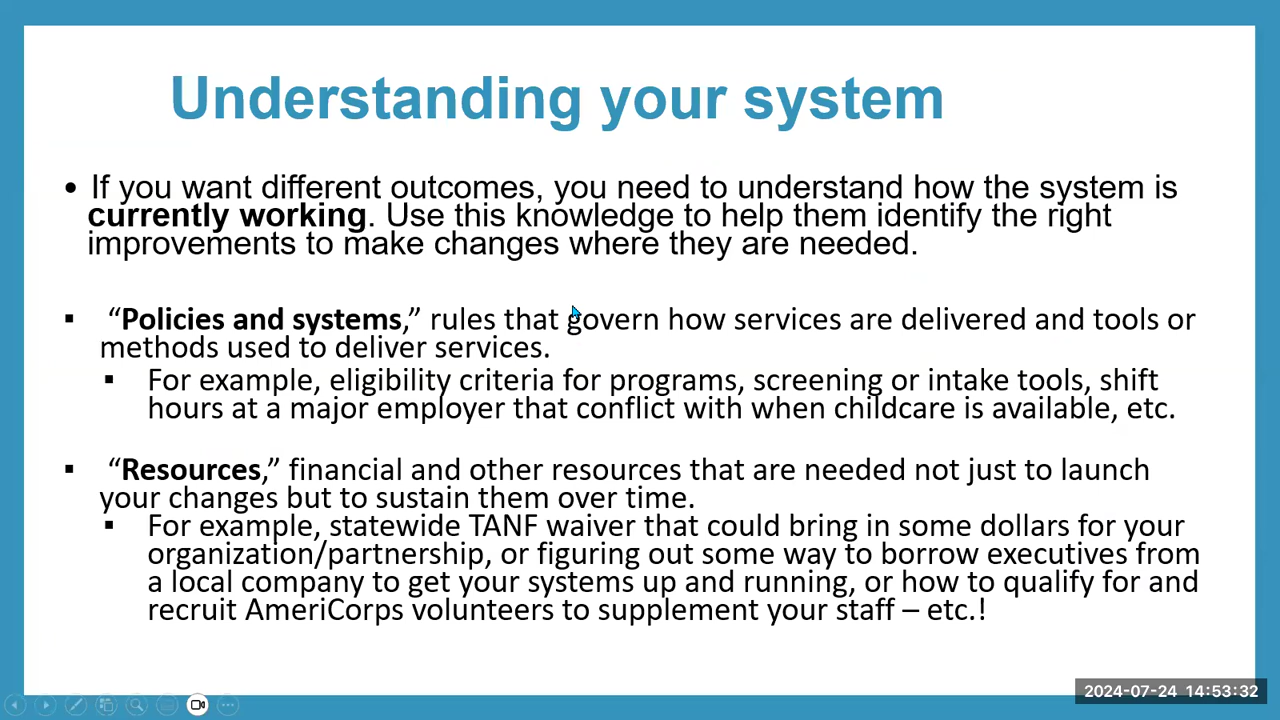 Understanding your system
• If you want different outcomes, you need to understand how the system is
currently working. Use this knowledge to help them identify the right
improvements to make changes where they are needed.
▪ “Policies and systems,” rules that govern how services are delivered and tools or
methods used to deliver services.
▪ For example, eligibility criteria for programs, screening or intake tools, shift
hours at a major employer that conflict with when childcare is available, etc.
▪ “Resources,” financial and other resources that are needed not just to launch
your changes but to sustain them over time.
▪ For example, statewide TANF waiver that could bring in some dollars for your
organization/partnership, or figuring out some way to borrow executives from
a local company to get your systems up and running, or how to qualify for and
recruit AmeriCorps volunteers to supplement your staff – etc.!
2024-07-24 14:53:32